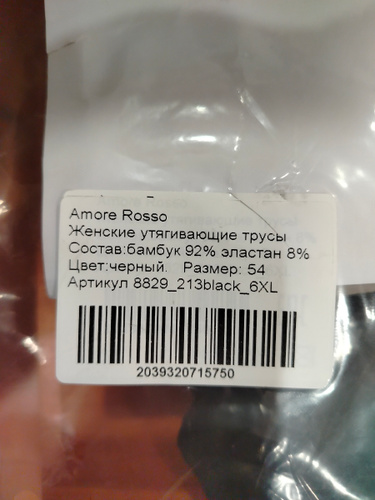 Amore Rosso
Женские утягивающие трусы
Состав:бамбук 92% эластан 8%
Цвет:черный. Размер: 54
Артикул 8829_213black_6XL
2039320715750